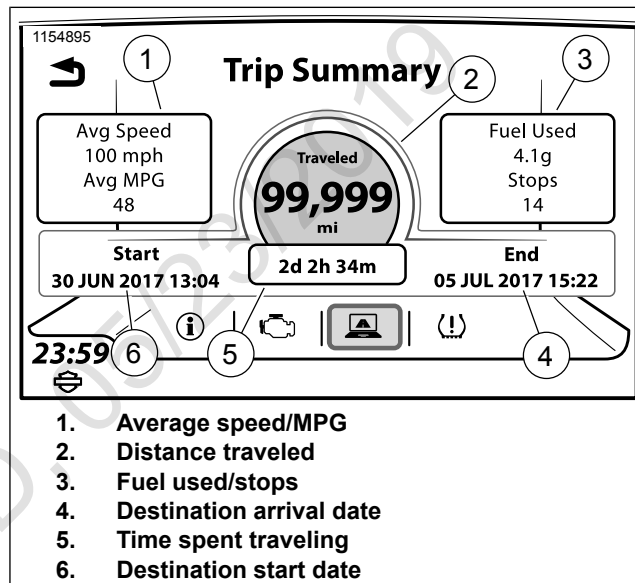 1154895
1
Trip Summary
2
3
Avg Speed
100 mph
Avg MPG
48
Traveled
99,999
mi
Fuel Used
4.1g
Stops
14
Start
30 JUN 2017 13:04
2d 2h 34m
End
05 JUL 2017 15:22
23:59
6
5
4
1. Average speed/MPG
2. Distance traveled
3. Fuel used/stops
4. Destination arrival date
5. Time spent traveling
6. Destination start date
D, 05/23/2019